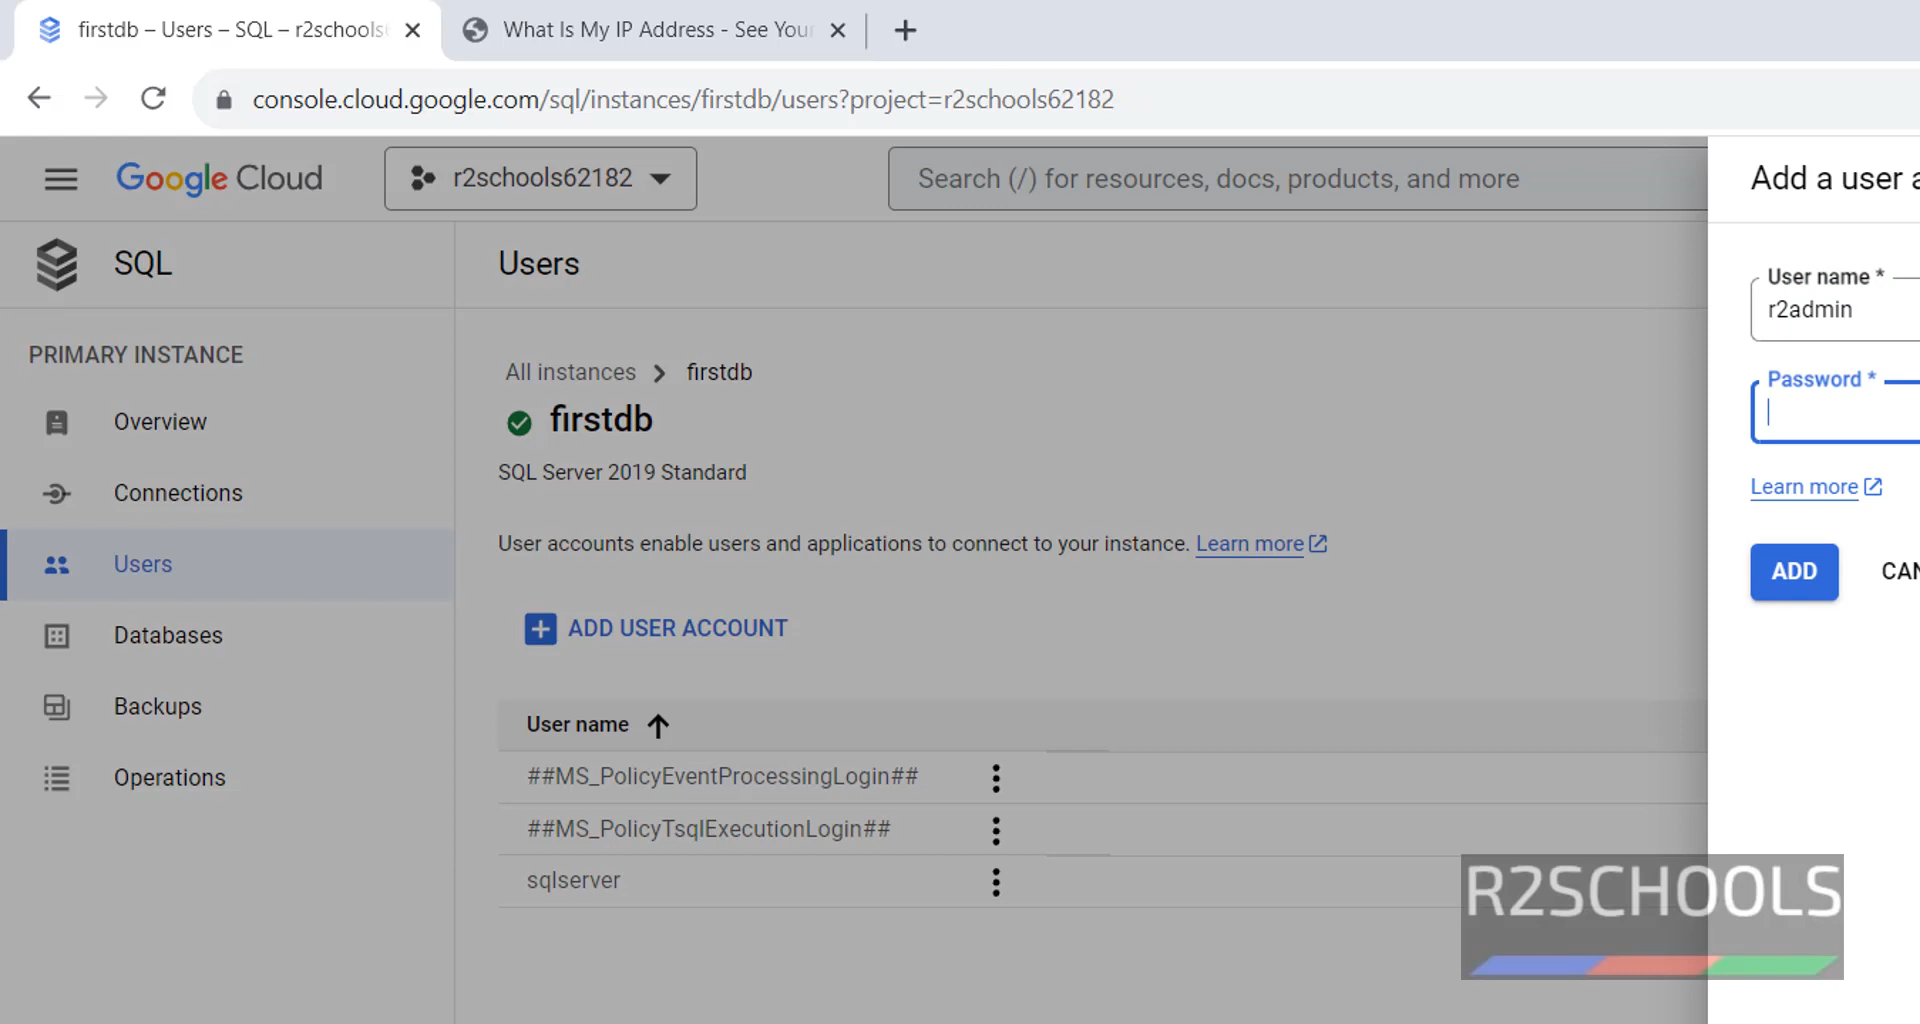 firstdb – Users – SQL – r2schools
What Is My IP Address - See Your
console.cloud.google.com/sql/instances/firstdb/users?project=r2schools62182
Google Cloud
r2schools62182
Search (/) for resources, docs, products, and more
Add a user a
SQL
Users
PRIMARY INSTANCE
Overview
Connections
Users
Databases
Backups
Operations
All instances > firstdb
firstdb
SQL Server 2019 Standard
User accounts enable users and applications to connect to your instance. Learn more
ADD USER ACCOUNT
User name
##MS_PolicyEventProcessingLogin##
##MS_PolicyTsqlExecutionLogin##
sqlserver
User name *
r2admin
Password *
Learn more
ADD
CAN
R2SCHOOLS